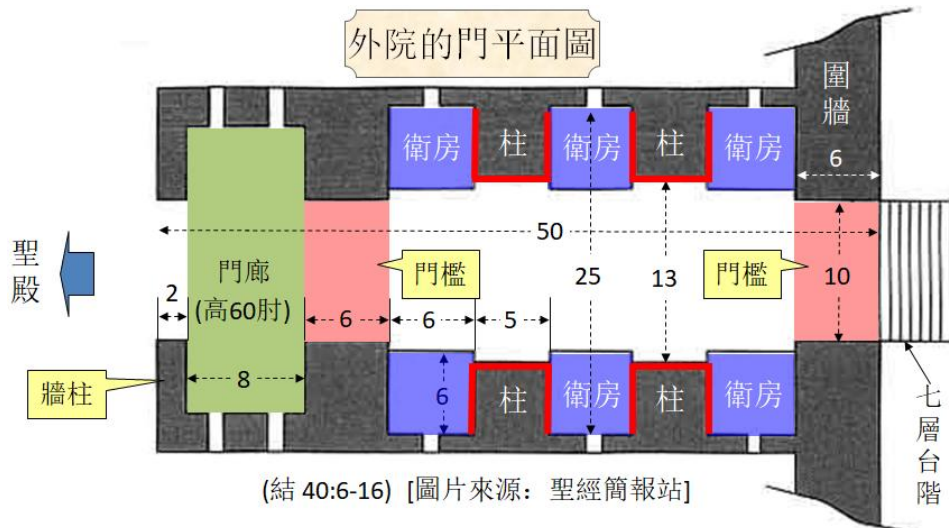 外院的門平面圖
圍牆
6
衛房 柱 衛房 柱 衛房
聖殿
50
門廊
(高60肘)
門檻
25
13
門檻
10
2
6
6
5
8
牆柱
6
柱 衛房 柱 衛房
七層台階
(結 40:6-16) [圖片來源：聖經簡報站]